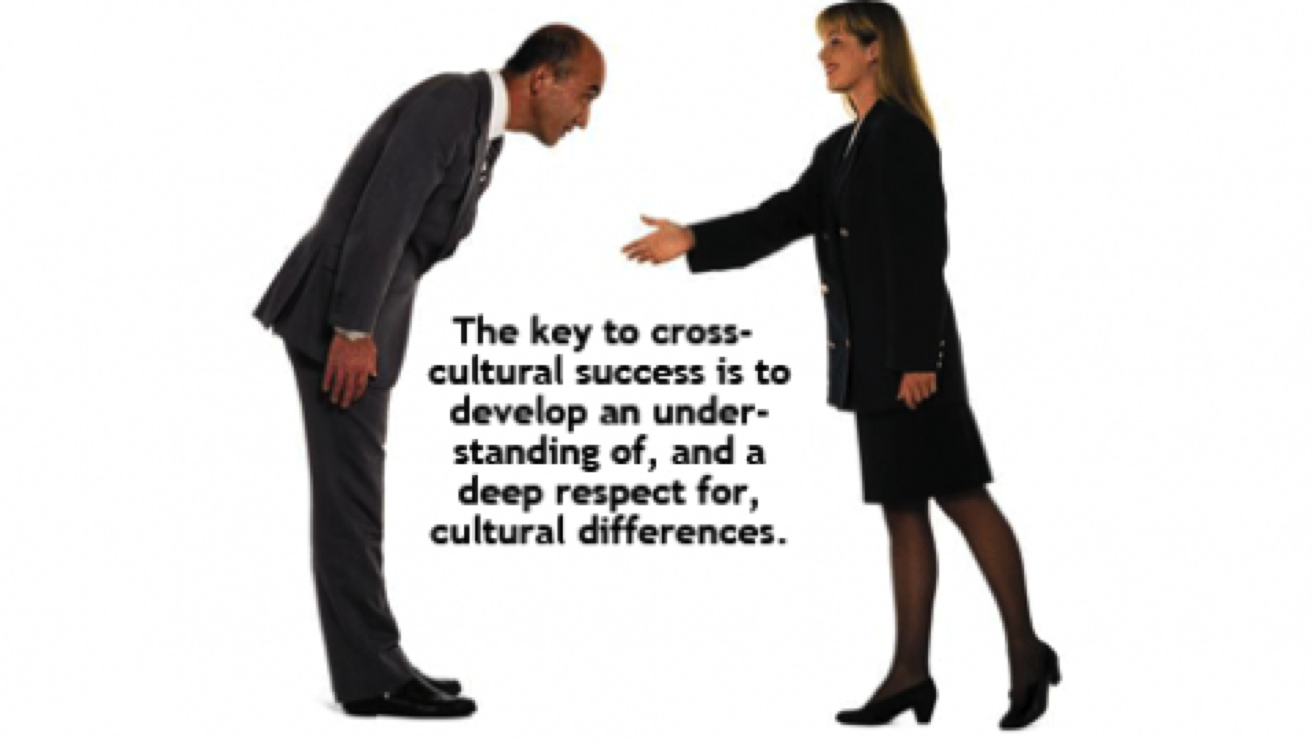 The key to cross-
cultural success is to
develop an under-
standing of, and a
deep respect for,
cultural differences.